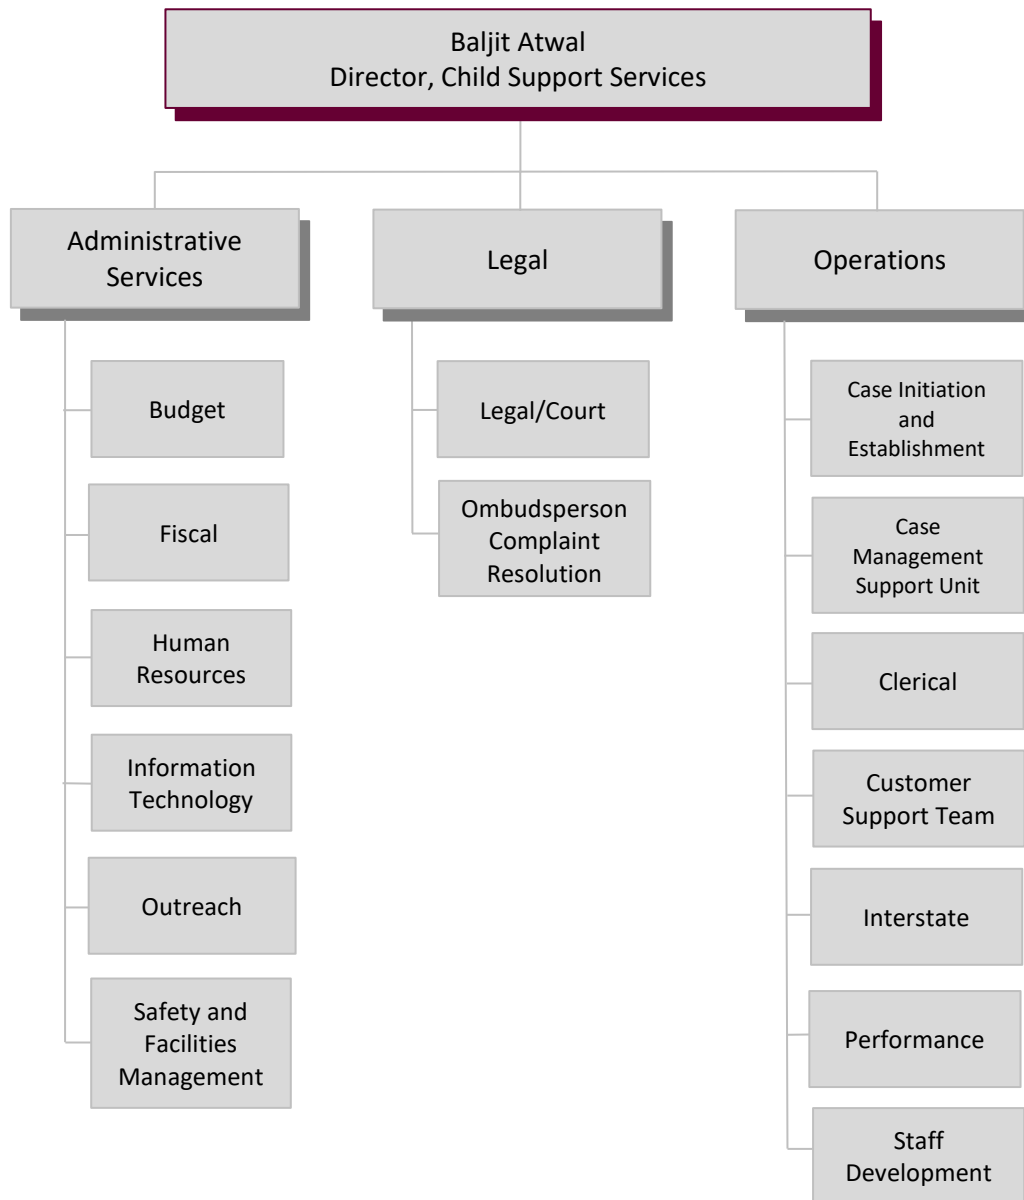 Baljit Atwal
Director, Child Support Services
Administrative
Services
Legal
Operations
Budget
Fiscal
Human
Resources
Information
Technology
Outreach
Safety and
Facilities
Management
Legal/Court
Ombudsperson
Complaint
Resolution
Case Initiation
and
Establishment
Case
Management
Support Unit
Clerical
Customer
Support Team
Interstate
Performance
Staff
Development